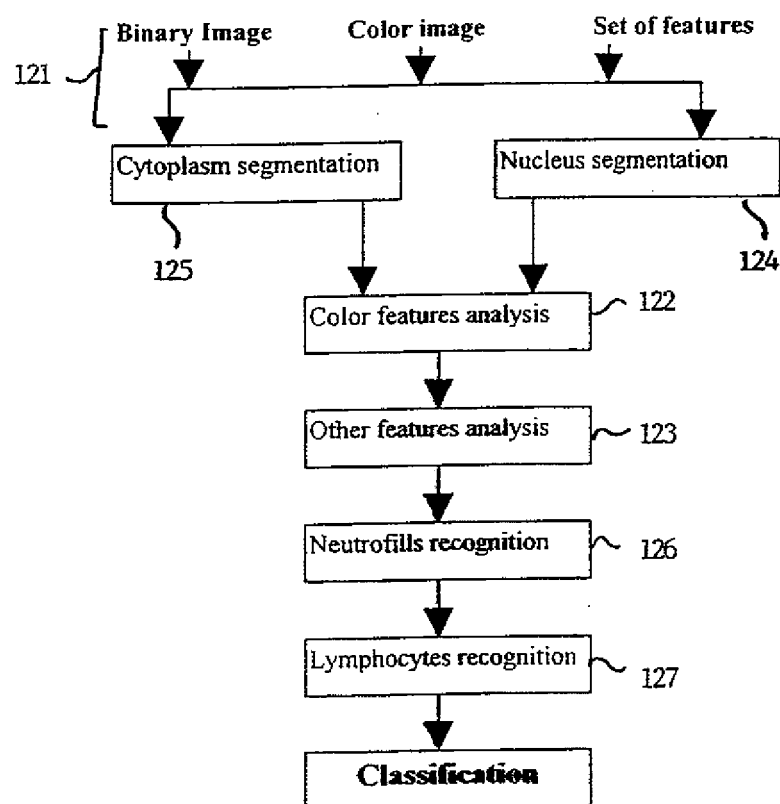 Binary Image
Color image
Set of features
121
Cytoplasm segmentation
Nucleus segmentation
125
124
Color features analysis
122
Other features analysis
123
Neutrofills recognition
126
Lymphocytes recognition
127
Classification